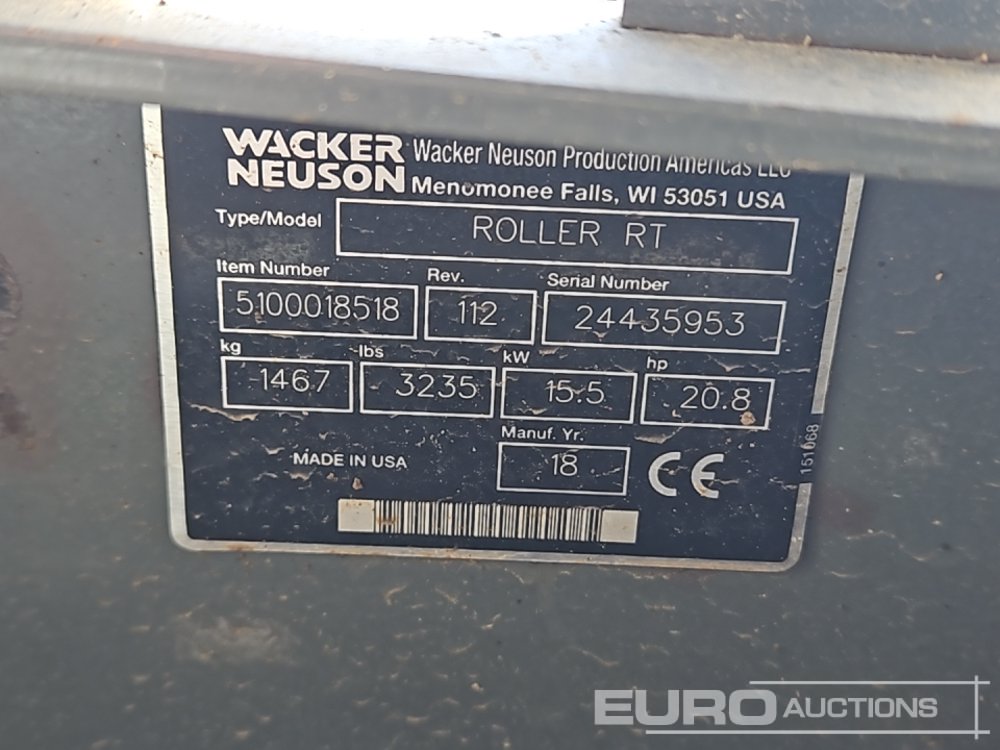 WACKER NEUSON
Wacker Neuson Production Americas LLC
Menomonee Falls, WI 53051 USA
Type/Model ROLLER RT
Item Number Rev. Serial Number
5100018518 112 24435953
kg lbs kW hp
1467 3235 15.5 20.8
Manuf. Yr.
MADE IN USA 18 CE
151068
EURO AUCTIONS